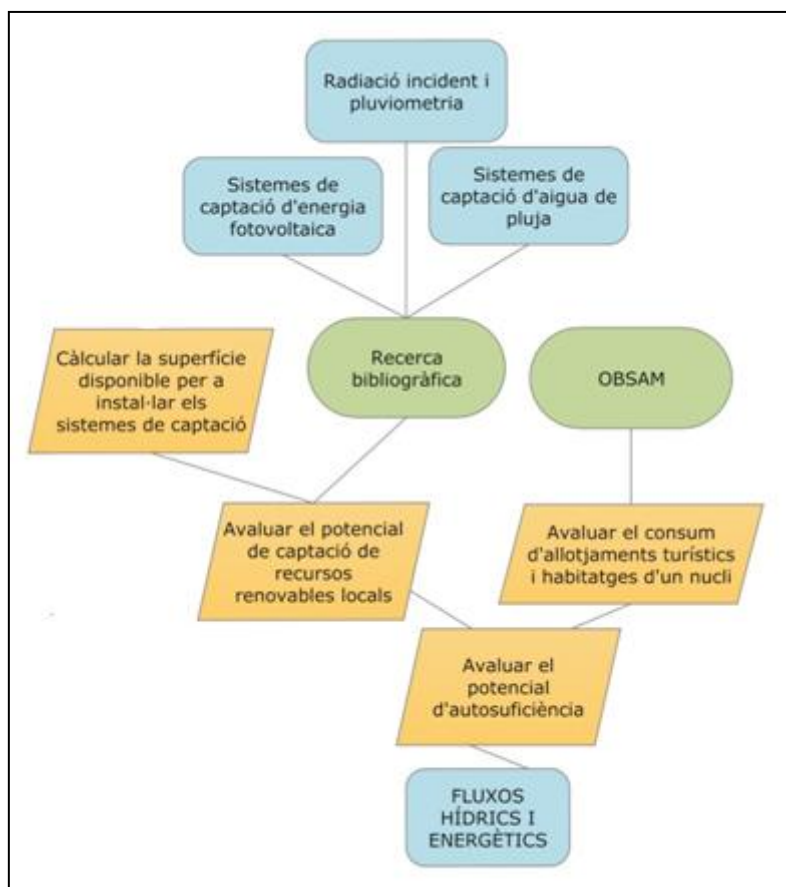 Radiació incident i
pluviometria
Sistemes de
captació d'energia
fotovoltaica
Sistemes de
captació d'aigua de
pluja
Càlcular la superfície
disponible per a
instal·lar els
sistemes de captació
Recerca
bibliogràfica
OBSAM
Avaluar el potencial
de captació de
recursos
renovables locals
Avaluar el consum
d'allotjaments turístics
i habitatges d'un nucli
Avaluar el
potencial
d'autosuficiència
FLUXOS
HÍDRICS I
ENERGÈTICS